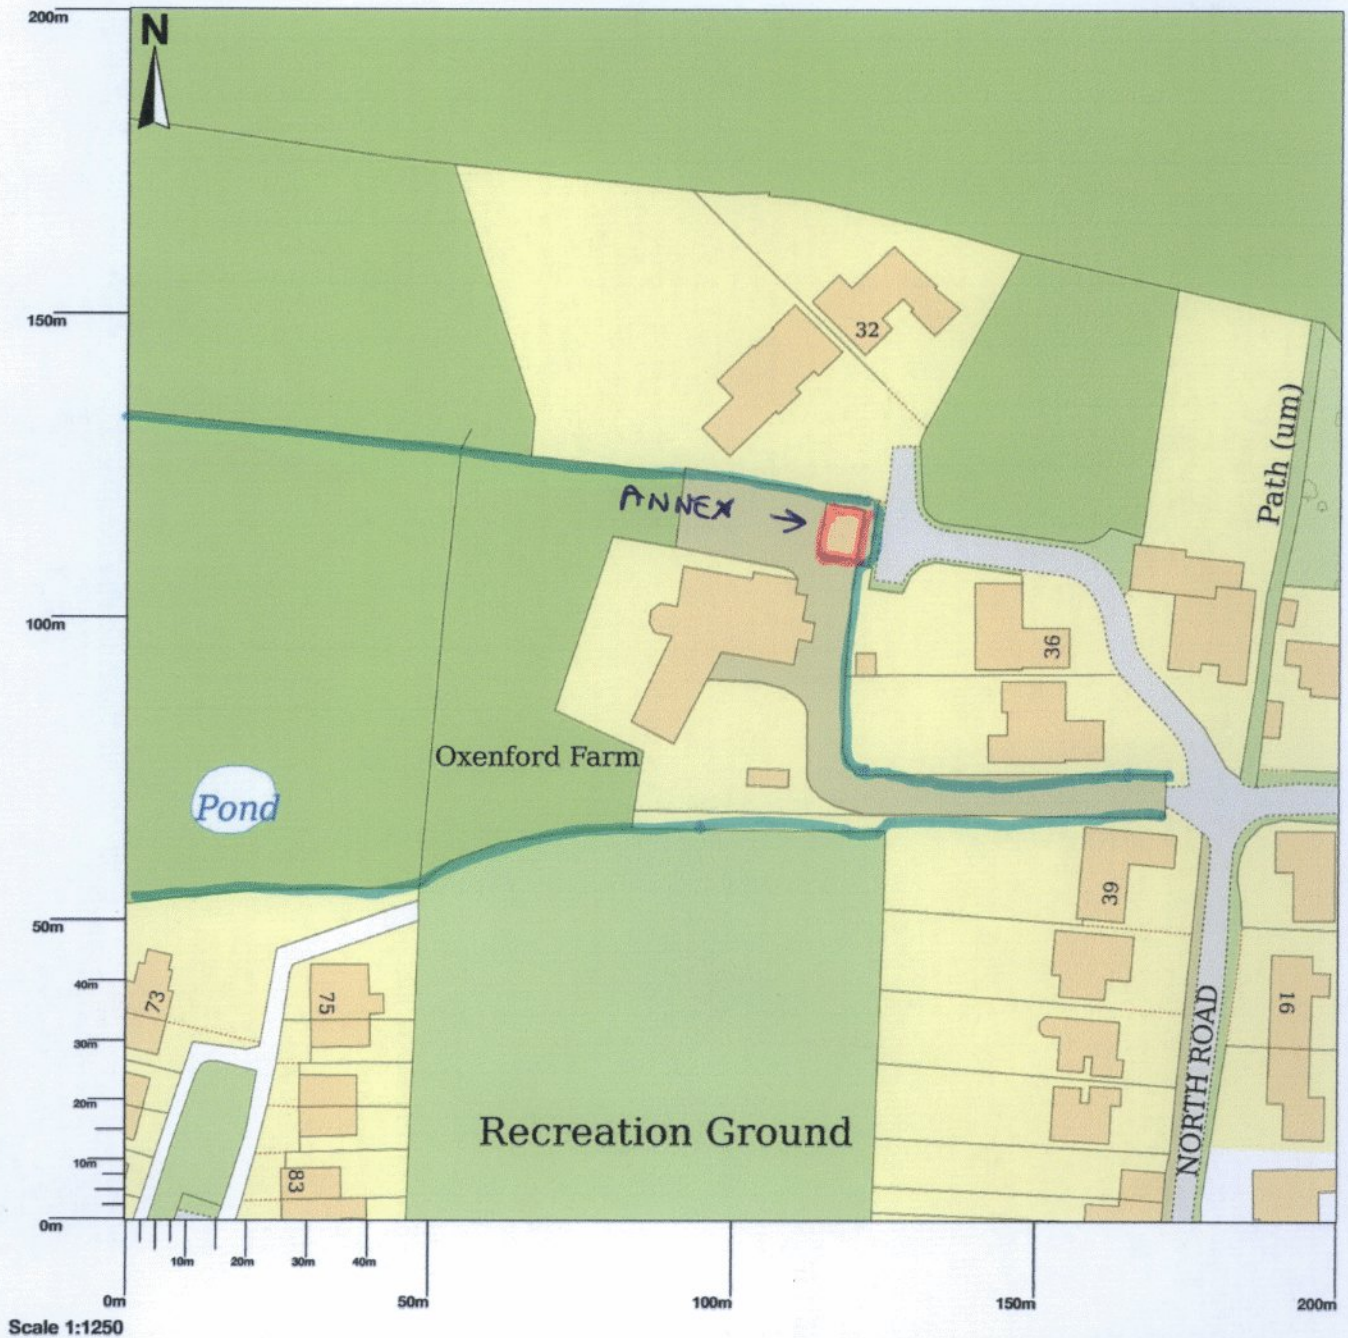 200m
N
150m
32
Path (um)
ANNEX
100m
36
Oxenford Farm
Pond
50m
39
40m
73
75
16
30m
NORTH ROAD
20m
Recreation Ground
10m
83
0m
10m
20m
30m
40m
0m
50m
100m
150m
200m
Scale 1:1250